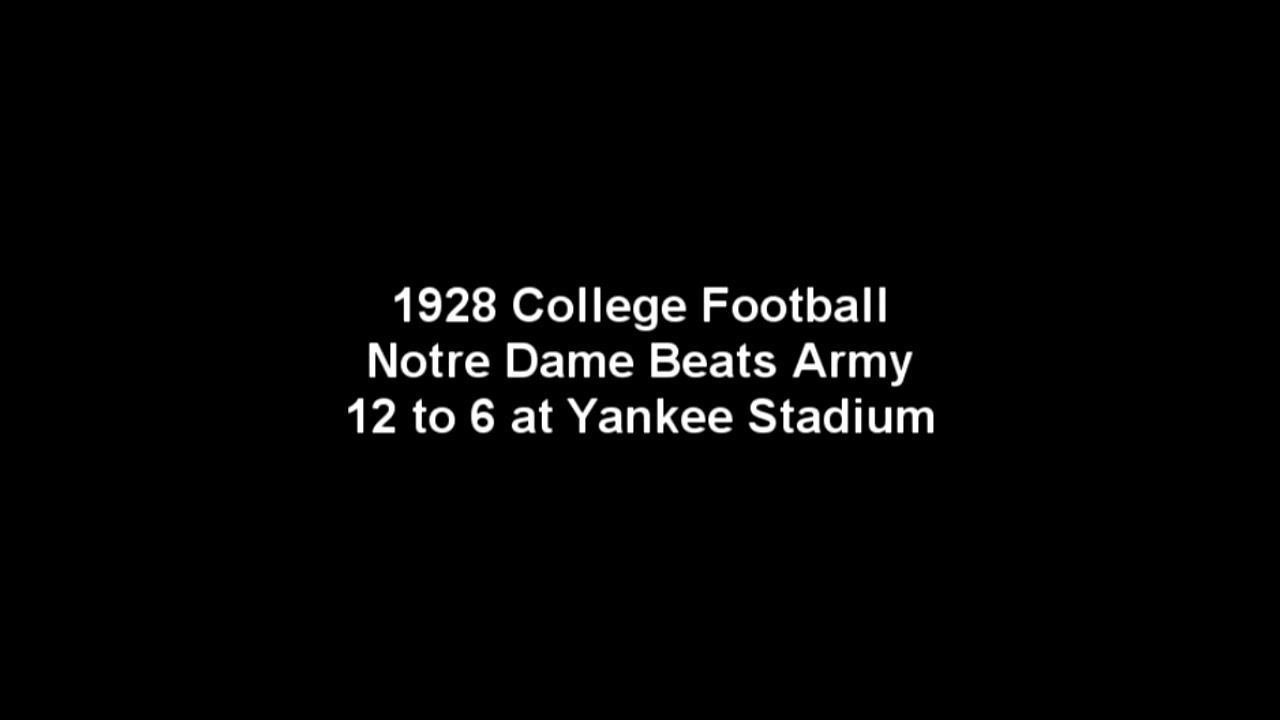 1928 College Football
Notre Dame Beats Army
12 to 6 at Yankee Stadium